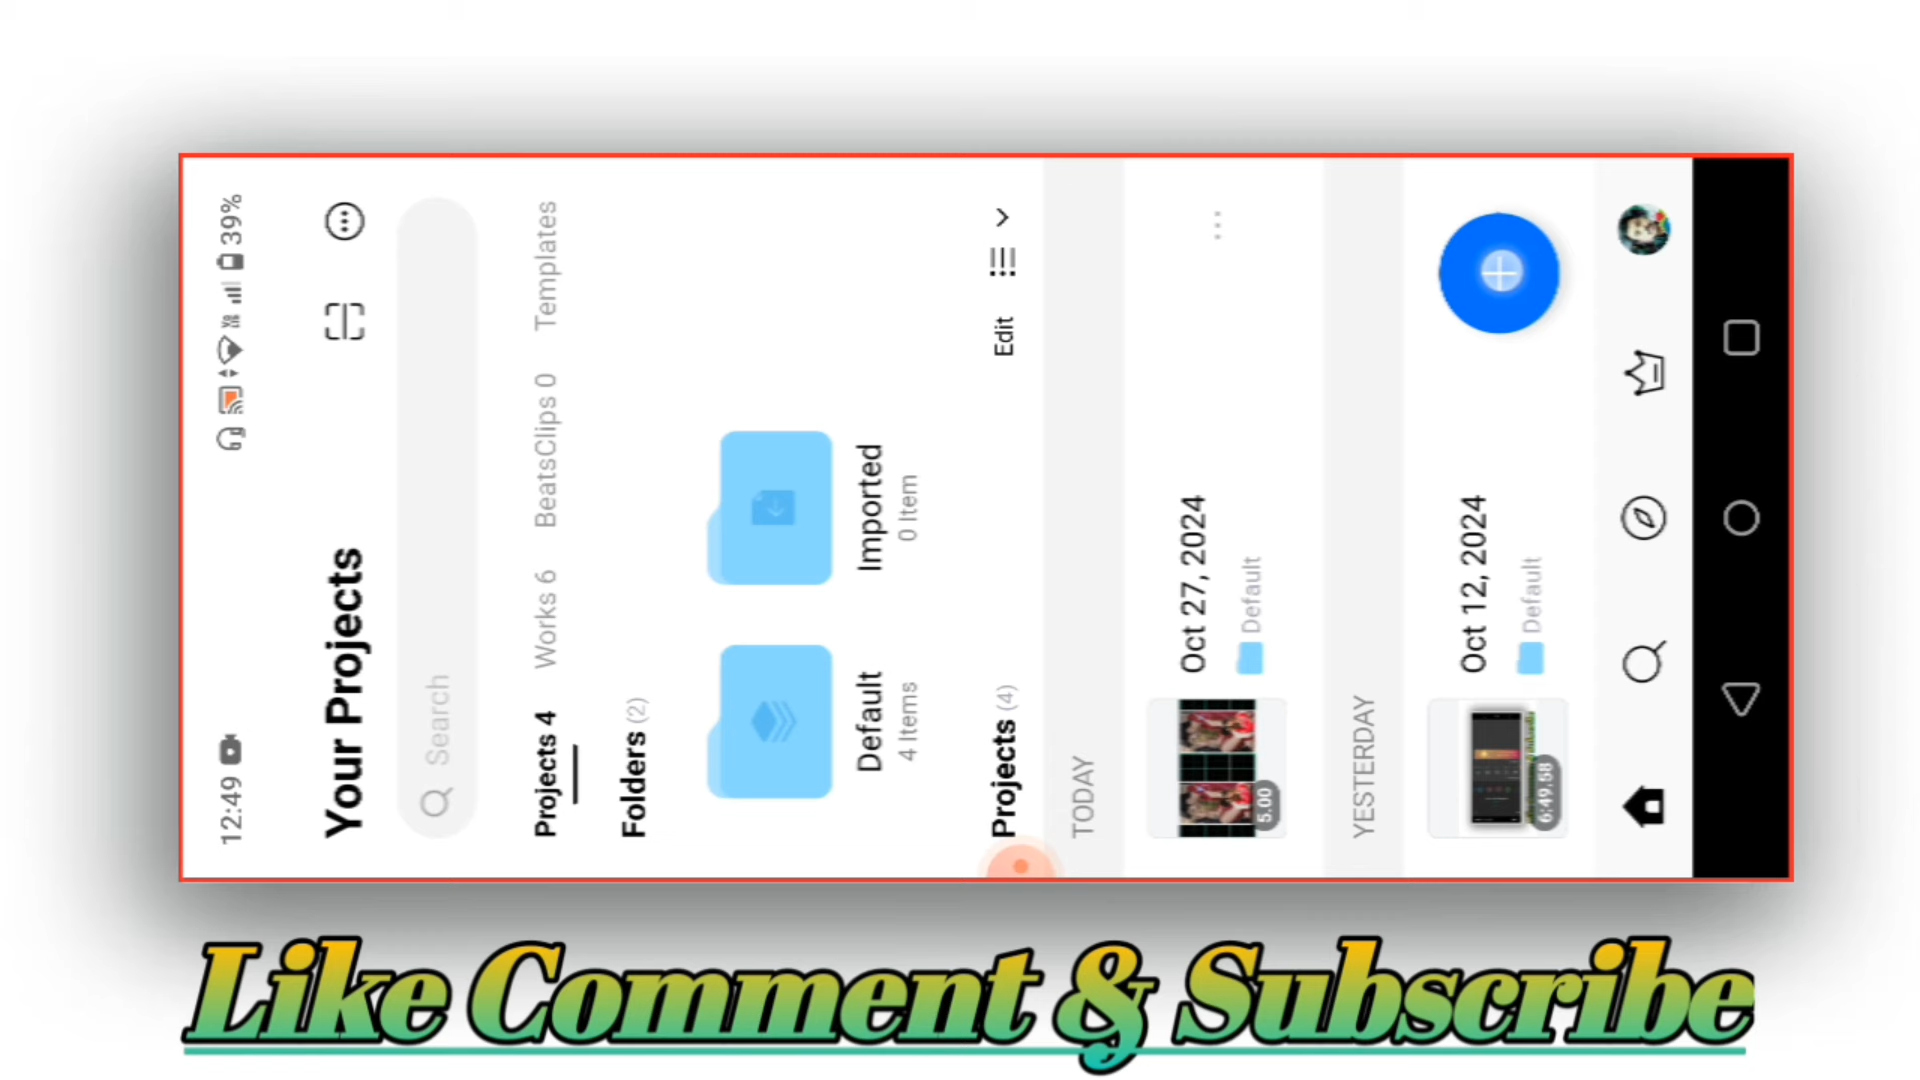 12:49
39%
Your Projects
Search
Projects 4 Works 6 BeatsClips 0 Templates
Folders (2)
Default
4 Items
Imported
0 Item
Projects (4)
Edit
TODAY
5.00
Oct 27, 2024
Default
YESTERDAY
6:49.58
Oct 12, 2024
Default
Like Comment & Subscribe